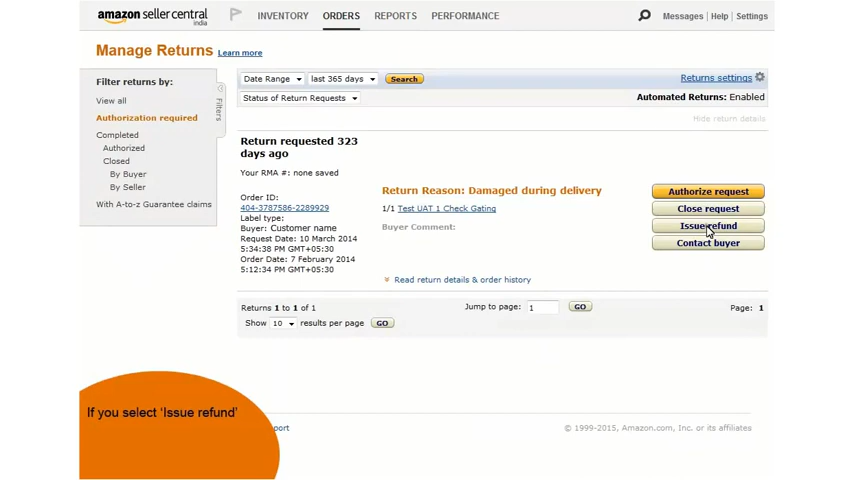 amazon seller central
india
INVENTORY ORDERS REPORTS PERFORMANCE
Messages | Help | Settings
Manage Returns Learn more
Filter returns by:
View all
Authorization required
Completed
Authorized
Closed
By Buyer
By Seller
With A-to-z Guarantee claims
Filters
Date Range last 365 days Search
Returns settings
Status of Return Requests
Automated Returns: Enabled
Hide return details
Return requested 323
days ago
Your RMA #: none saved
Order ID:
404-3787586-2289929
Label type:
Buyer: Customer name
Request Date: 10 March 2014
5:34:38 PM GMT+05:30
Order Date: 7 February 2014
5:12:34 PM GMT+05:30
Return Reason: Damaged during delivery
1/1 Test UAT 1 Check Gating
Buyer Comment:
Authorize request
Close request
Issue refund
Contact buyer
Read return details & order history
Returns 1 to 1 of 1
Jump to page: 1 GO
Page: 1
Show 10 results per page GO
If you select 'Issue refund'
port
© 1999-2015, Amazon.com, Inc. or its affiliates